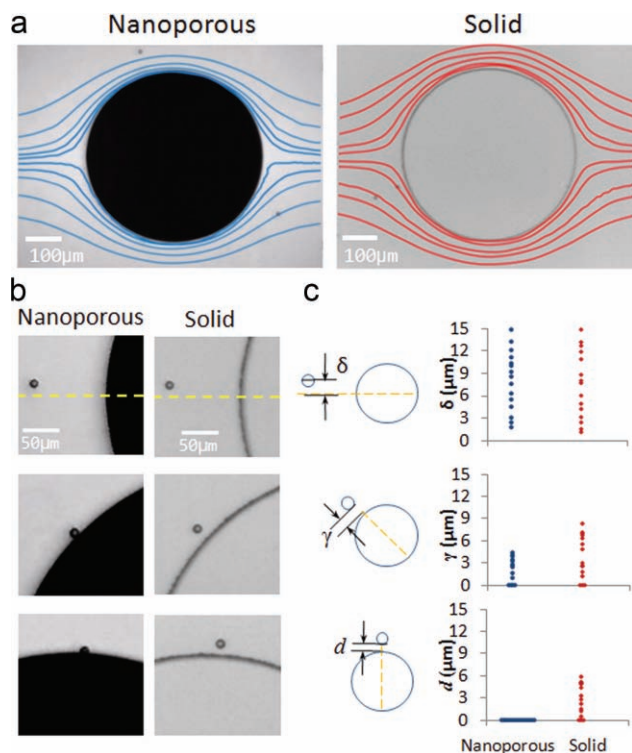 a
Nanoporous
Solid
100µm
100µm
b
Nanoporous
Solid
50µm
50µm
c
δ
δ (µm)
15
12
9
6
3
0
γ
γ (µm)
15
12
9
6
3
0
d
d (µm)
15
12
9
6
3
0
Nanoporous
Solid